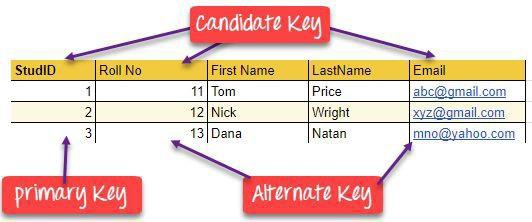 Candidate Key
StudID Roll No First Name LastName Email
1 11 Tom Price abc@gmail.com
2 12 Nick Wright xyz@gmail.com
3 13 Dana Natan mno@yahoo.com
primary Key Alternate Key